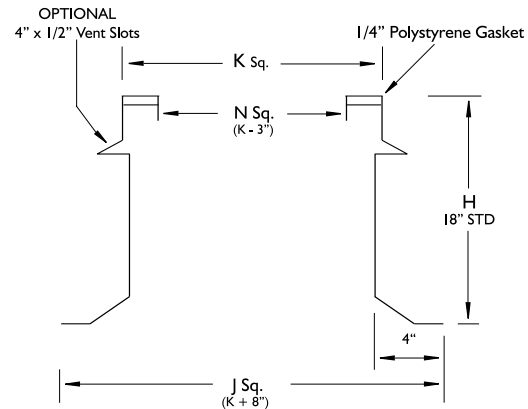 OPTIONAL
4” x 1/2” Vent Slots
1/4” Polystyrene Gasket
K Sq.
N Sq.
(K - 3”)
H
18” STD
4“
J Sq.
(K + 8”)